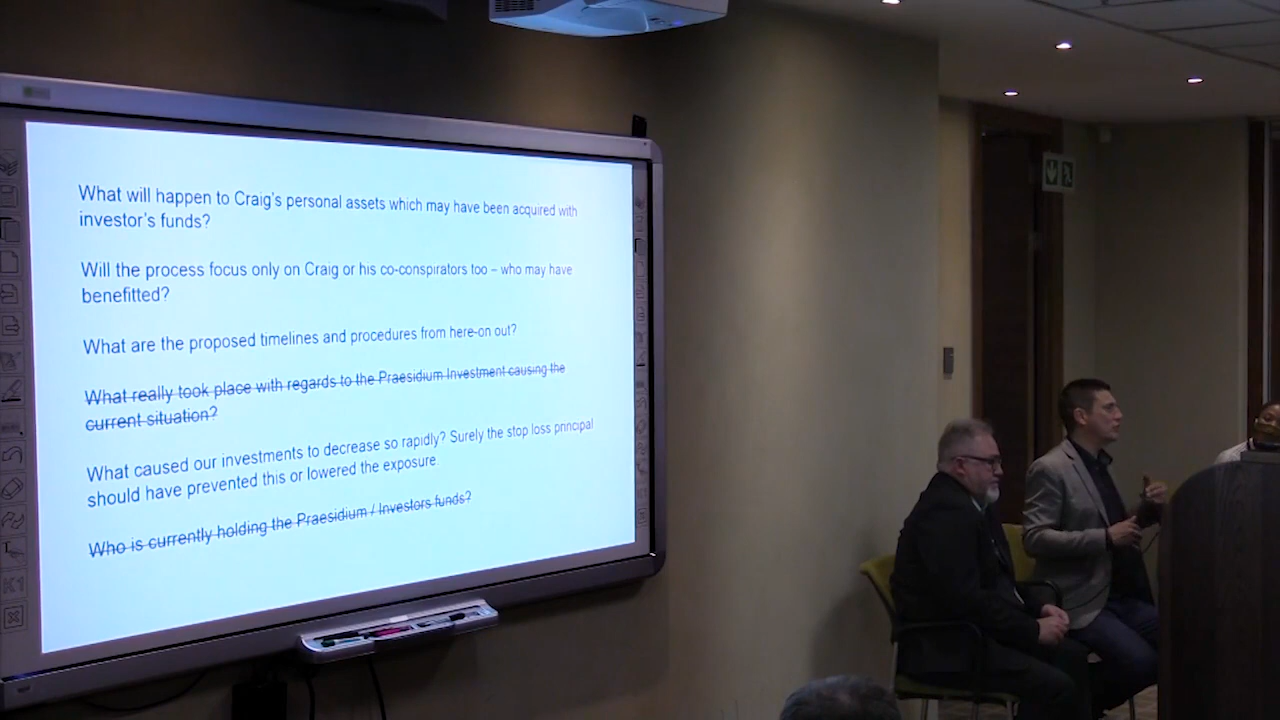 What will happen to Craig's personal assets which may have been acquired with
investor's funds?
Will the process focus only on Craig or his co-conspirators too – who may have
benefitted?
What are the proposed timelines and procedures from here-on out?
What really took place with regards to the Praesidium Investment causing the
current situation?
What caused our investments to decrease so rapidly? Surely the stop loss principal
should have prevented this or lowered the exposure.
Who is currently holding the Praesidium / Investors funds?